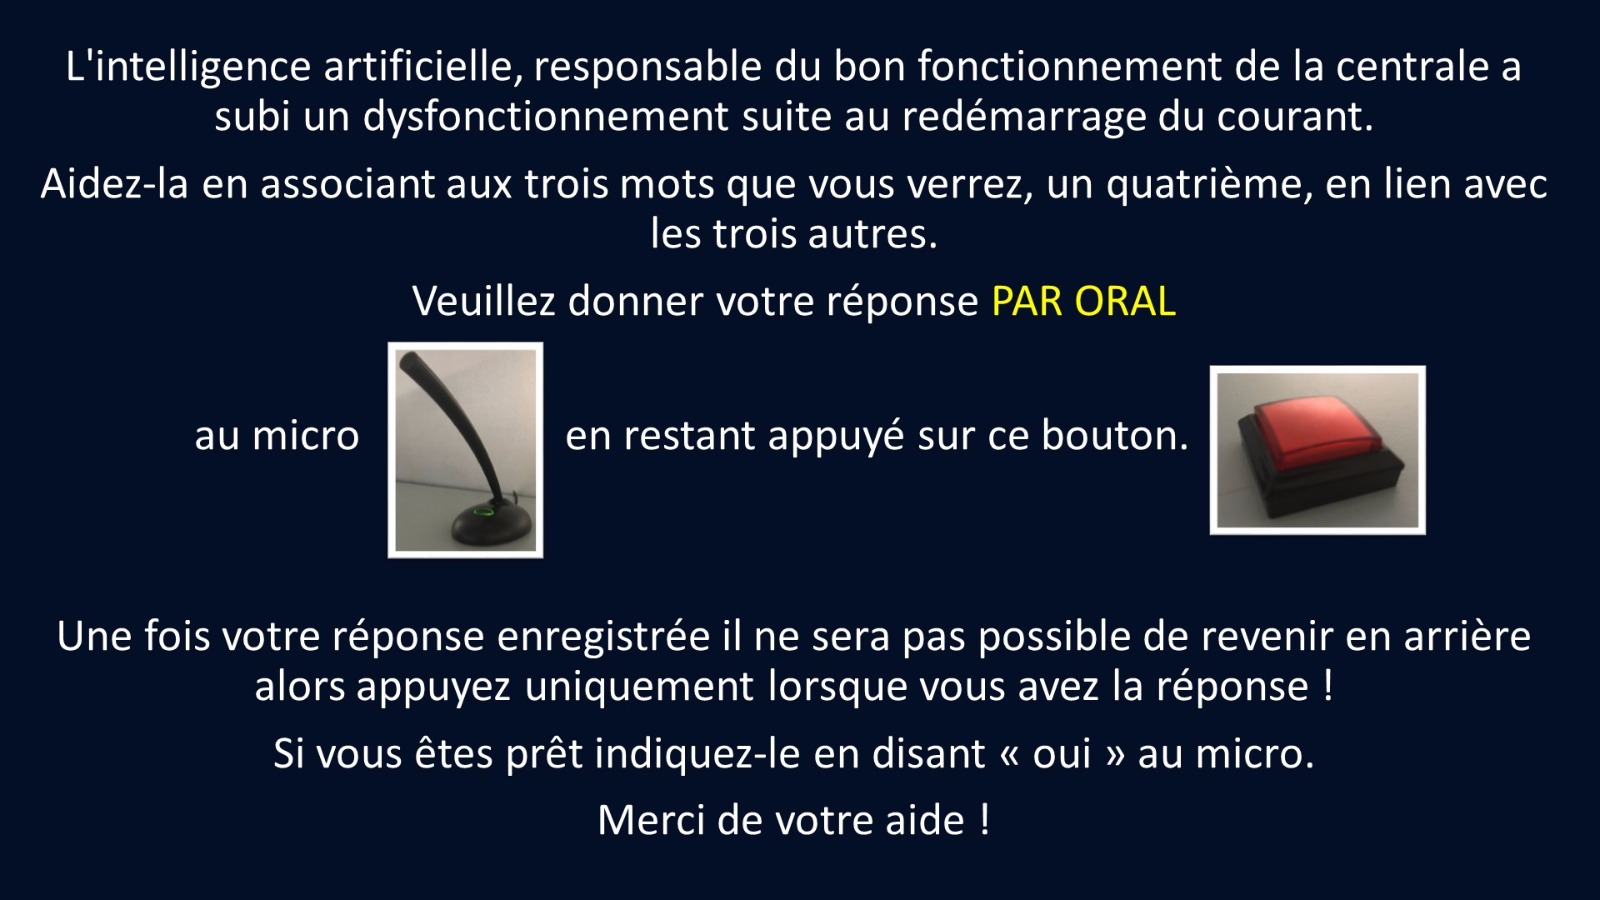 L'intelligence artificielle, responsable du bon fonctionnement de la centrale a
subi un dysfonctionnement suite au redémarrage du courant.
Aidez-la en associant aux trois mots que vous verrez, un quatrième, en lien avec
les trois autres.
Veuillez donner votre réponse PAR ORAL
au micro en restant appuyé sur ce bouton.
Une fois votre réponse enregistrée il ne sera pas possible de revenir en arrière
alors appuyez uniquement lorsque vous avez la réponse !
Si vous êtes prêt indiquez-le en disant « oui » au micro.
Merci de votre aide !